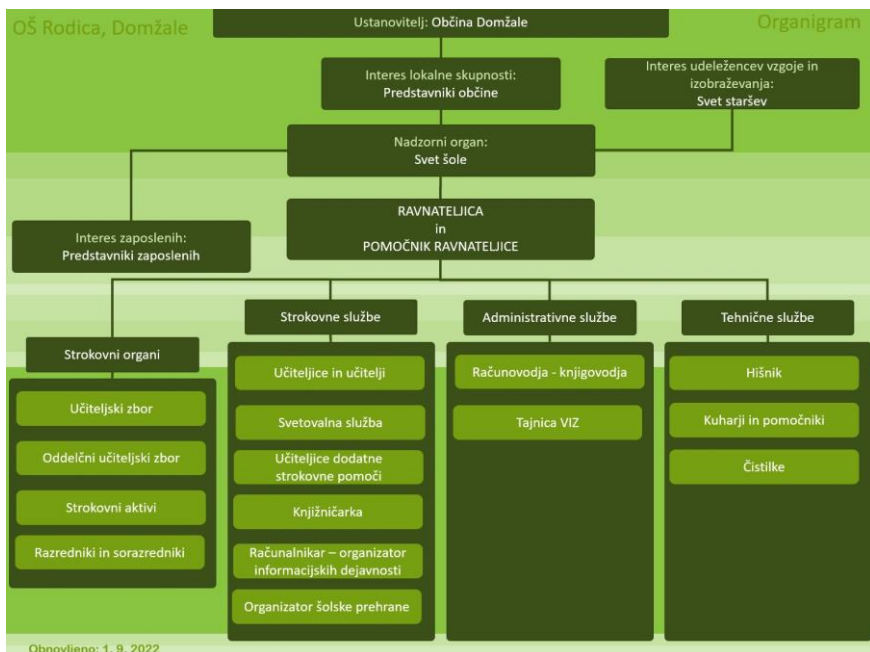 OŠ Rodica, Domžale
Organigram
Ustanovitelj: Občina Domžale
Interes lokalne skupnosti:
Predstavniki občine
Interes udeležencev vzgoje in
izobraževanja:
Svet staršev
Nadzorni organ:
Svet šole
RAVNATELJICA
in
POMOČNIK RAVNATELJICE
Interes zaposlenih:
Predstavniki zaposlenih
Strokovni organi
Učiteljski zbor
Oddelčni učiteljski zbor
Strokovni aktivi
Razredniki in sorazredniki
Strokovne službe
Učiteljice in učitelji
Svetovalna služba
Učiteljice dodatne
strokovne pomoči
Knjižničarka
Računalnikar – organizator
informacijskih dejavnosti
Organizator šolske prehrane
Administrativne službe
Računovodja - knjigovodja
Tajnica VIZ
Tehnične službe
Hišnik
Kuharji in pomočniki
Čistilke
Obnovljeno: 1. 9. 2022